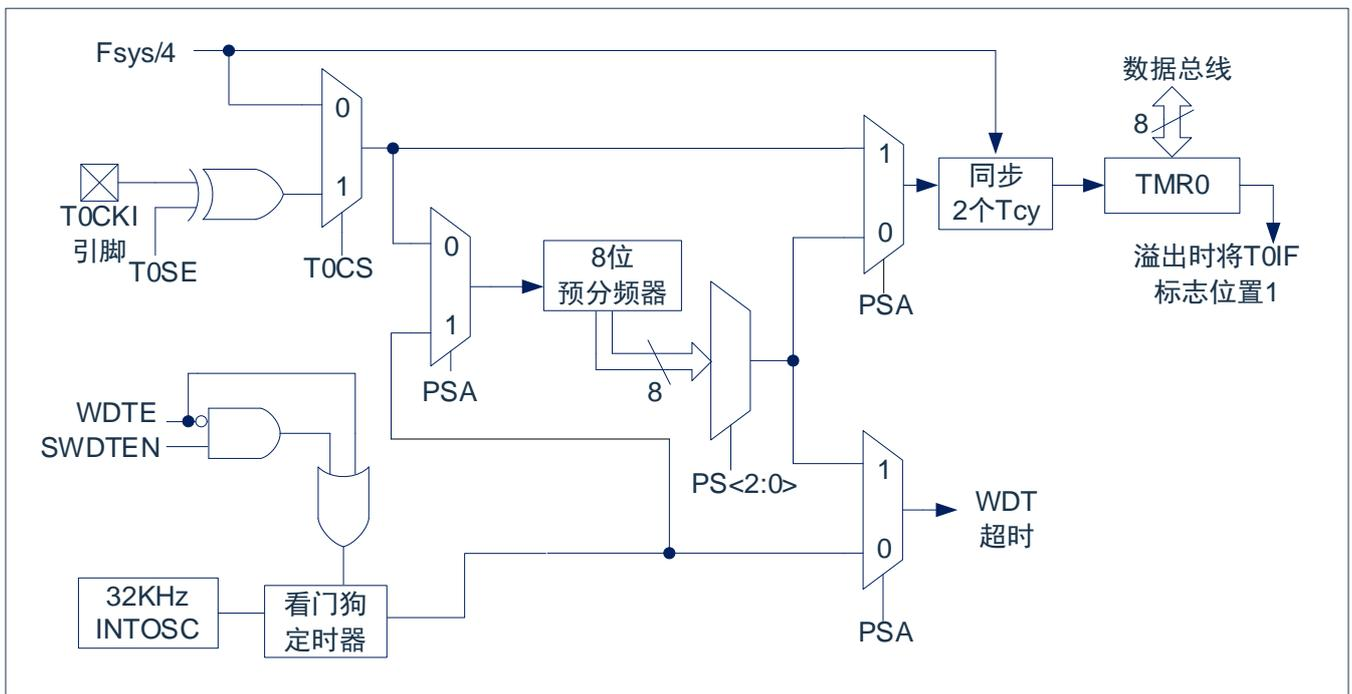 Fsys/4
数据总线
8
0
1
1
0
T0CKI
引脚
T0SE
T0CS
同步
2个Tcy
TMR0
溢出时将T0IF
标志位置1
PSA
0
1
PSA
8位
预分频器
8
PS<2:0>
WDTE
SWDTEN
1
0
WDT
超时
PSA
32KHz
INTOSC
看门狗
定时器